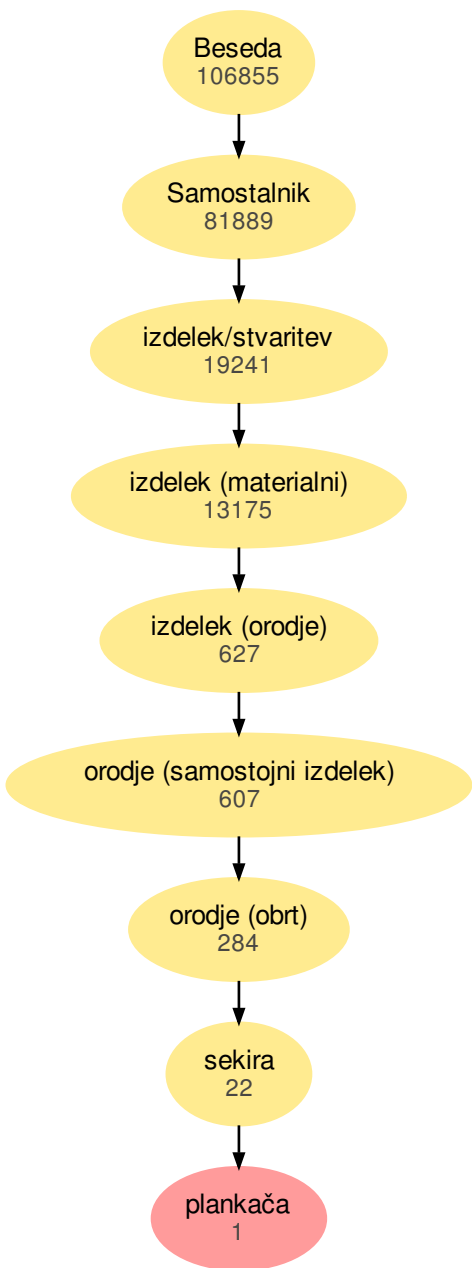 Beseda
106855
Samostalnik
81889
izdelek/stvaritev
19241
izdelek (materialni)
13175
izdelek (orodje)
627
orodje (samostojni izdelek)
607
orodje (obrt)
284
sekira
22
plankača
1